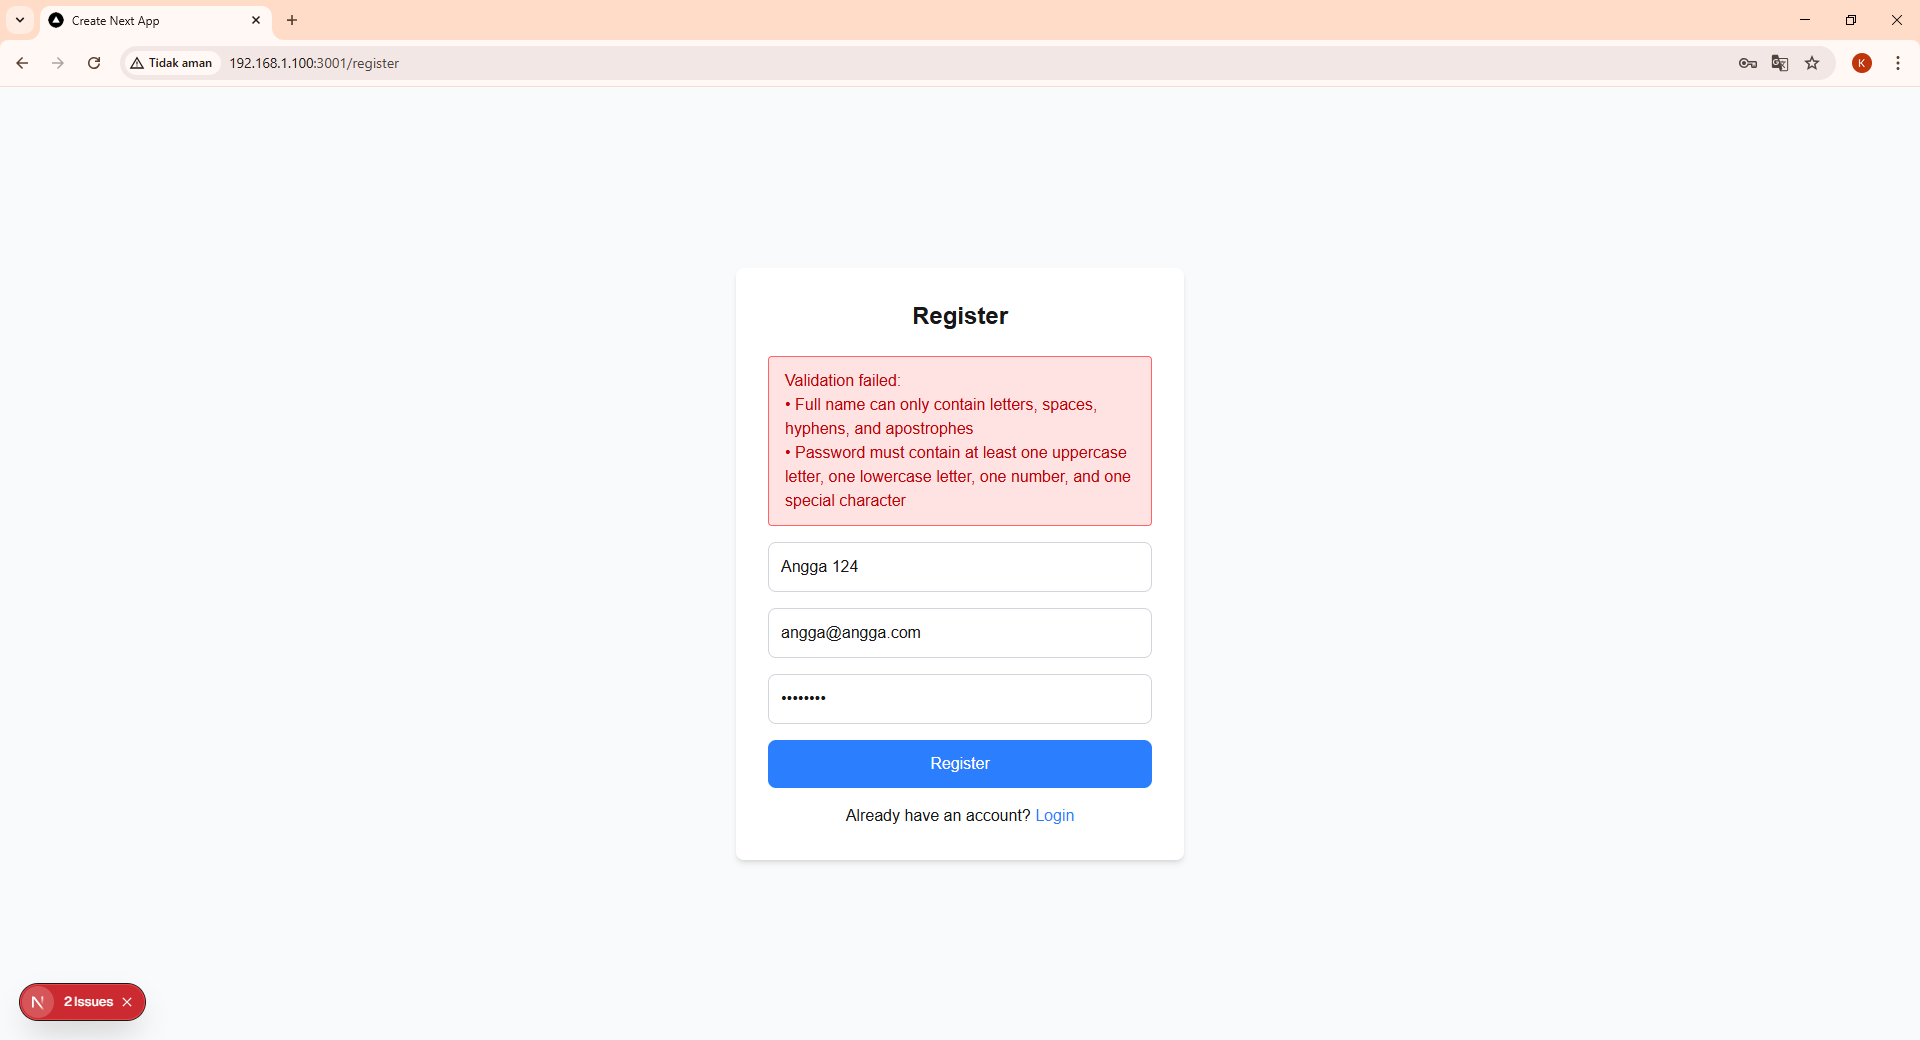 Create Next App
Tidak aman
192.168.1.100:3001/register
K
Register
Validation failed:
• Full name can only contain letters, spaces,
hyphens, and apostrophes
• Password must contain at least one uppercase
letter, one lowercase letter, one number, and one
special character
Angga 124
angga@angga.com
••••••••
Register
Already have an account? Login
N 2 Issues